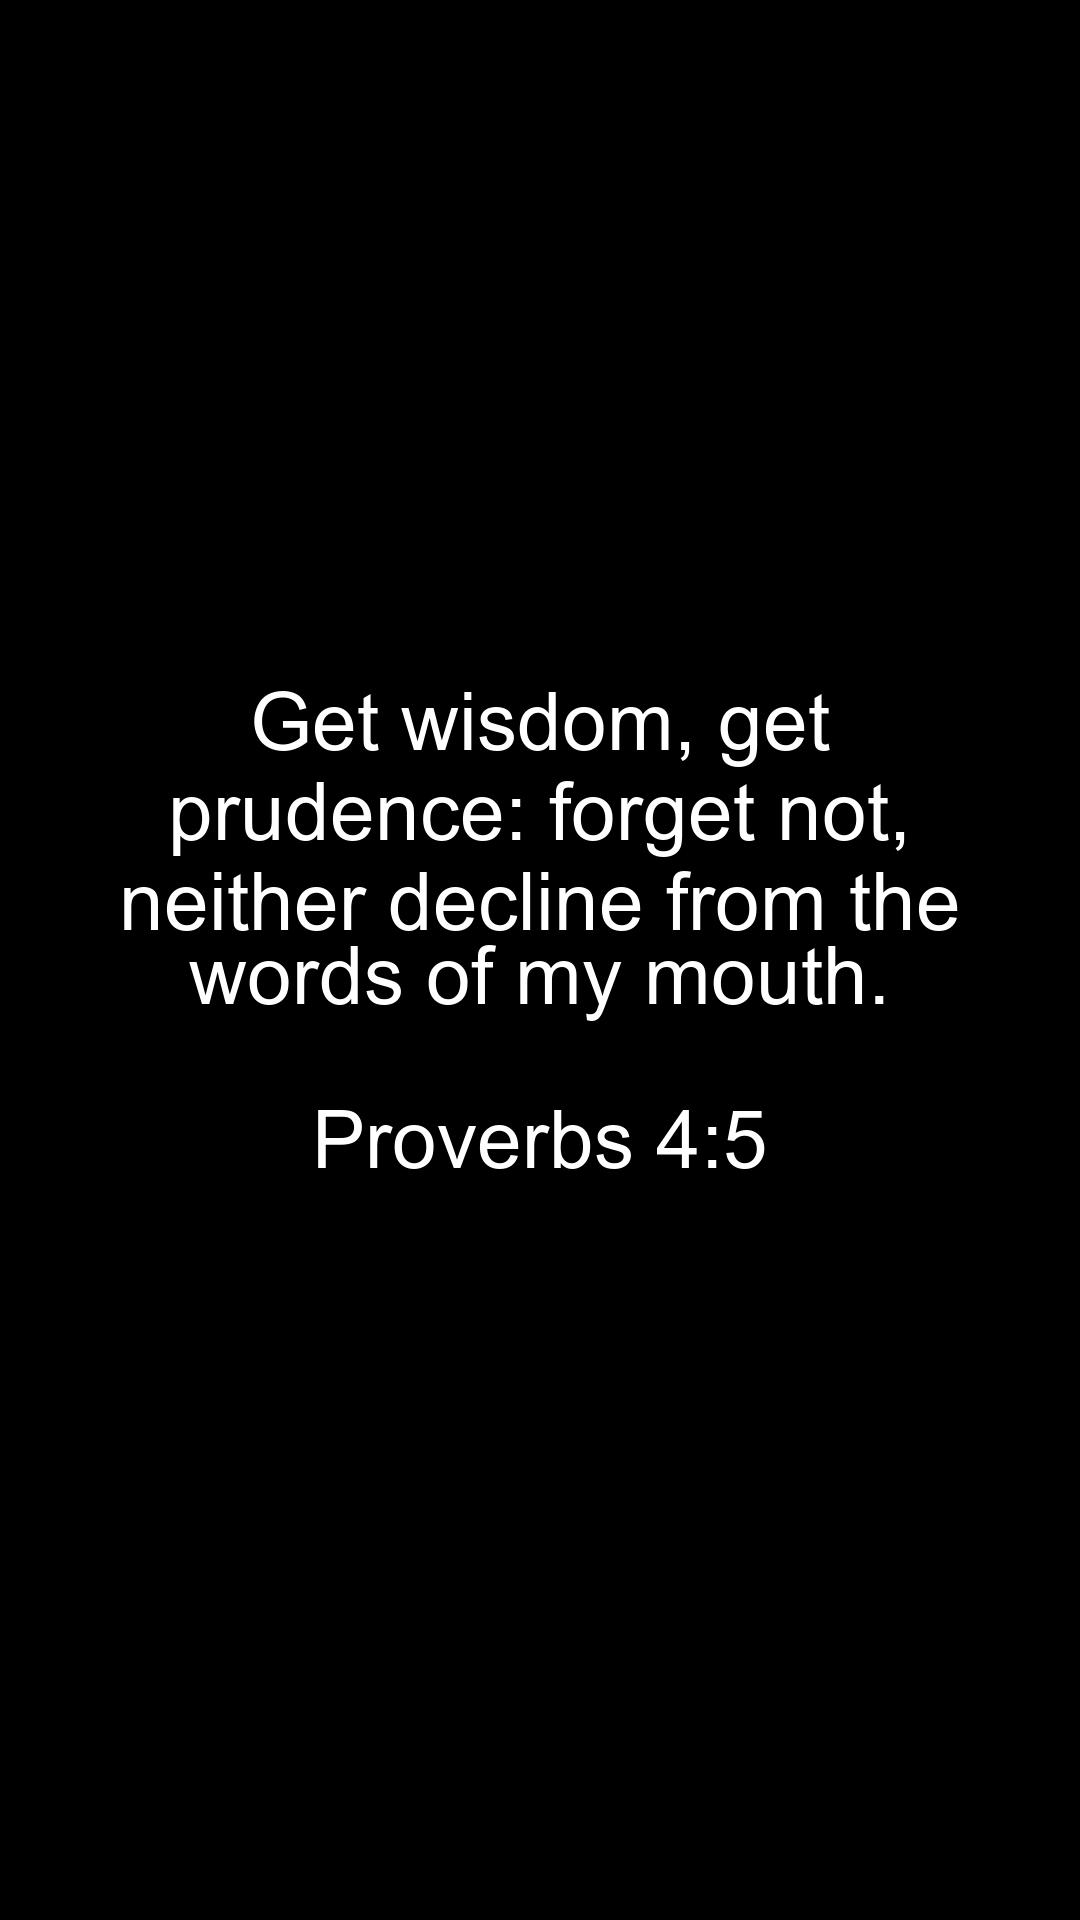 Get wisdom, get
prudence: forget not,
neither decline from the
words of my mouth.
Proverbs 4:5